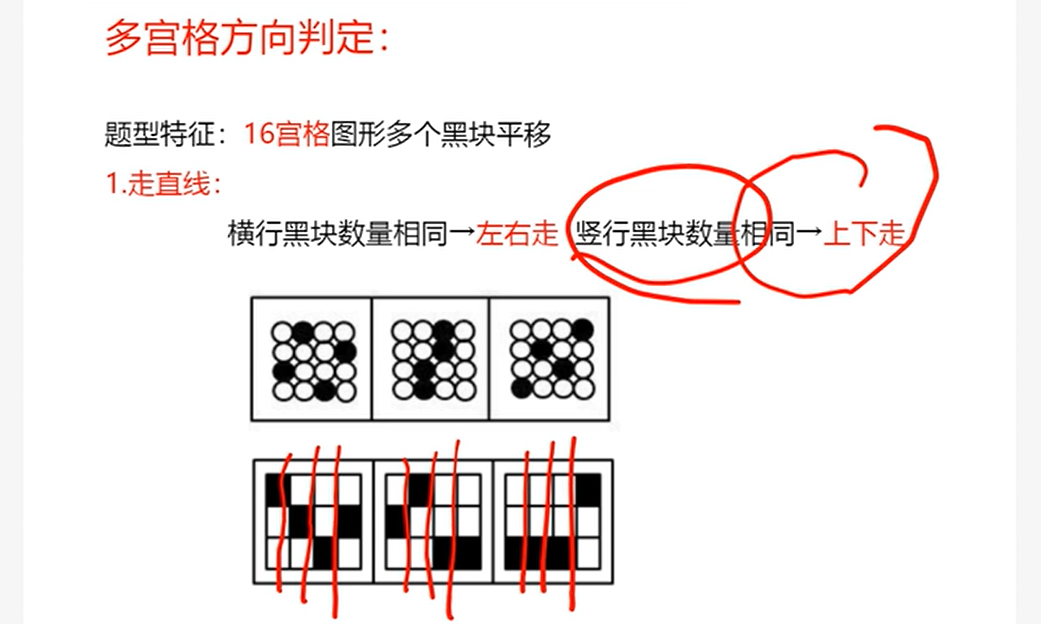 多宫格方向判定：
题型特征：16宫格图形多个黑块平移
1.走直线：
横行黑块数量相同→左右走 竖行黑块数量相同→上下走